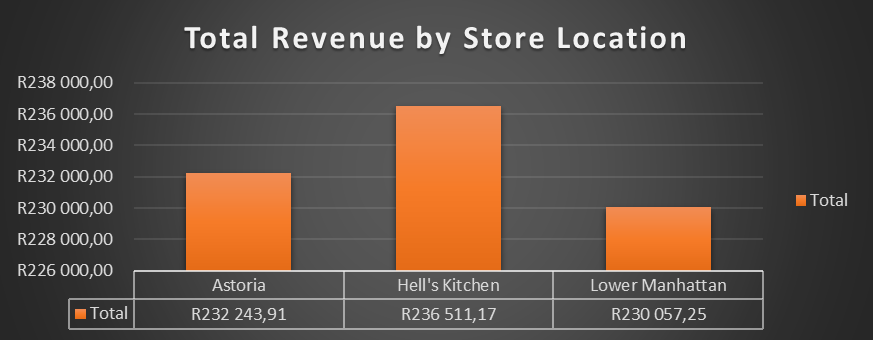 Total Revenue by Store Location
R238 000,00
R236 000,00
R234 000,00
R232 000,00
R230 000,00
R228 000,00
R226 000,00
Total
Astoria Hell's Kitchen Lower Manhattan
Total R232 243,91 R236 511,17 R230 057,25